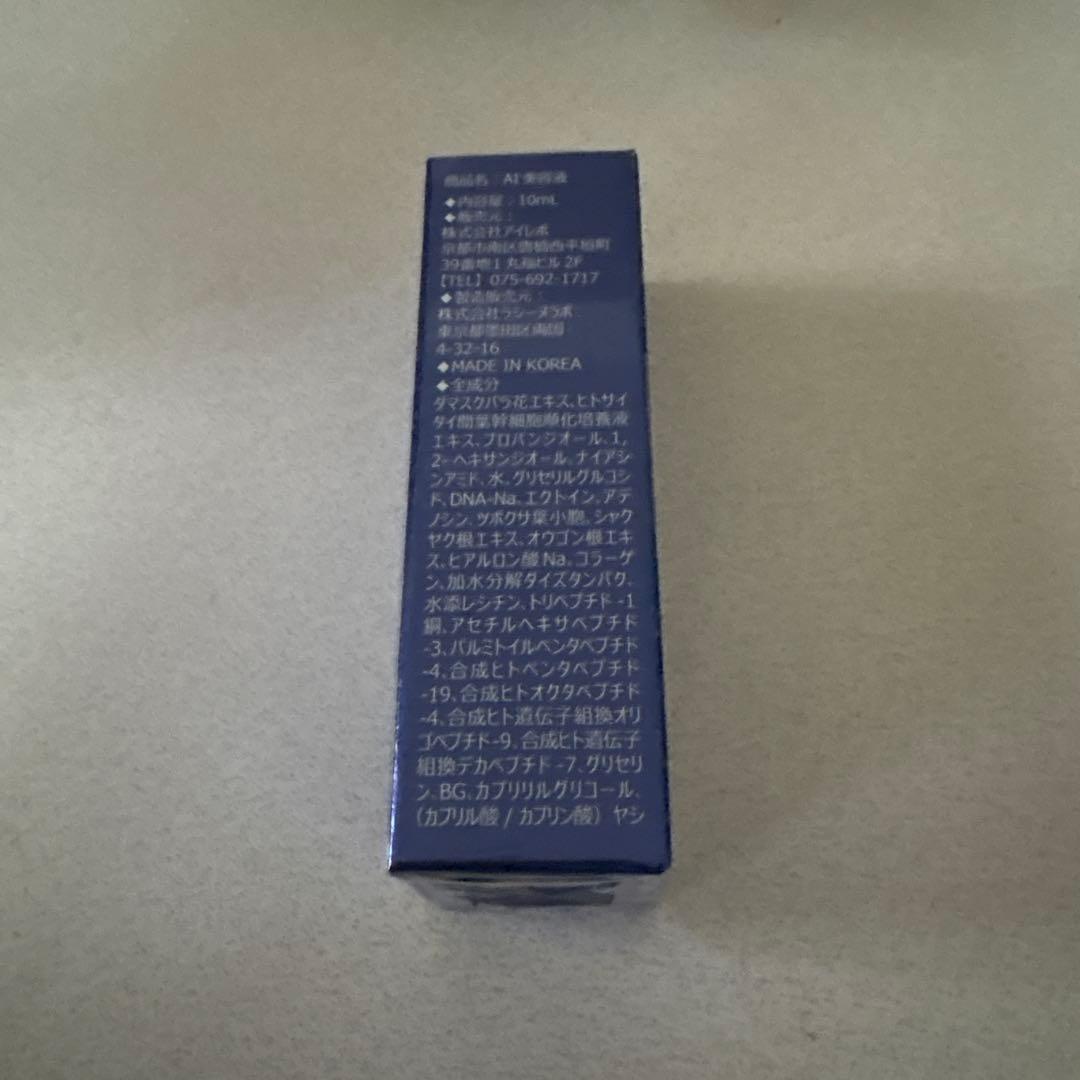 商品名：AI美容液
◆内容量：10mL
◆販売元：
株式会社アイレボ
京都市南区唐橋西平垣町
39番地1 丸福ビル 2F
【TEL】075-692-1717
◆製造販売元：
株式会社ラシーヌラボ
東京都墨田区両国
4-32-16
◆MADE IN KOREA
◆全成分
ダマスクバラ花エキス、ヒトサイ
タイ間葉幹細胞順化培養液
エキス、プロパンジオール、1,
2-ヘキサンジオール、ナイアシ
ンアミド、水、グリセリルグルコシ
ド、DNA-Na、エクトイン、アデ
ノシン、ツボクサ葉小胞、シャク
ヤク根エキス、オウゴン根エキ
ス、ヒアルロン酸Na、コラーゲ
ン、加水分解ダイズタンパク、
水添レシチン、トリペプチド-1
銅、アセチルヘキサペプチド
-3、パルミトイルペンタペプチド
-4、合成ヒトペンタペプチド
-19、合成ヒトオクタペプチド
-4、合成ヒト遺伝子組換オリ
ゴペプチド-9、合成ヒト遺伝子
組換デカペプチド-7、グリセリ
ン、BG、カプリリルグリコール、
（カプリル酸/カプリン酸）ヤシ